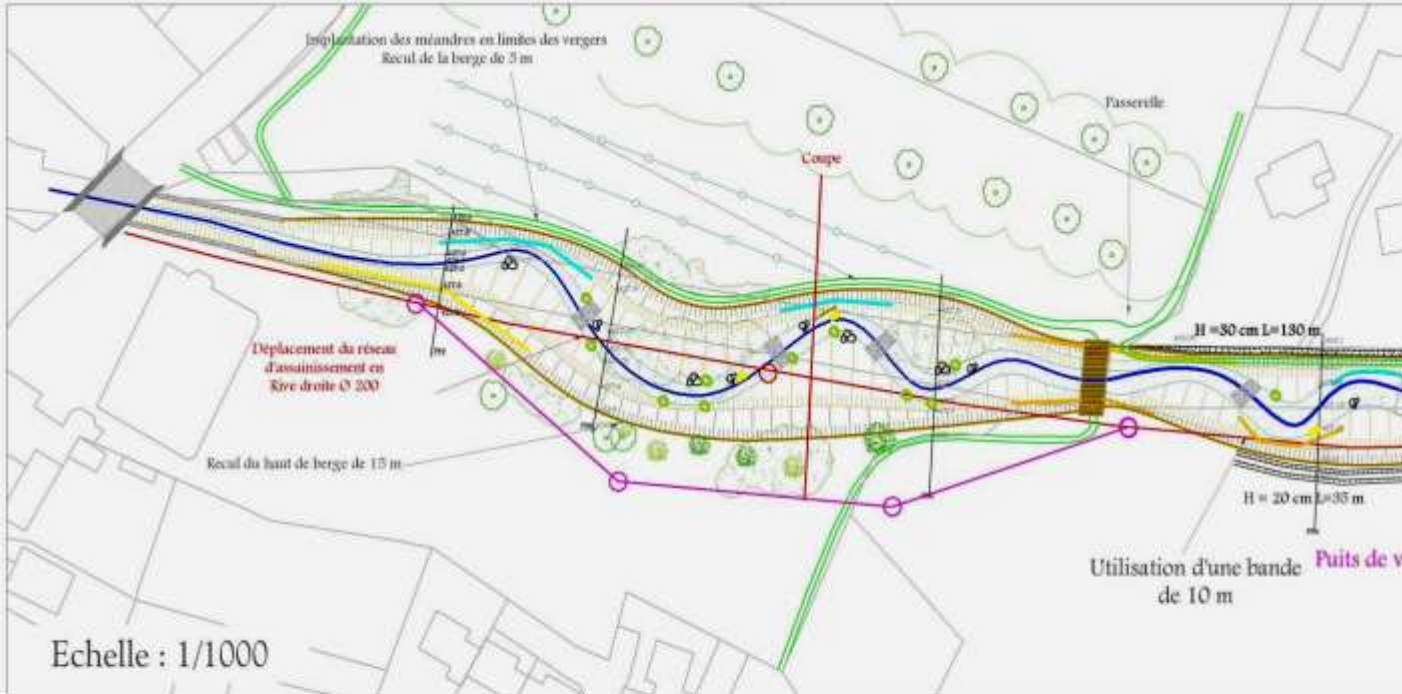 Implantation des méandres en limites des vergers
Recul de la berge de 5 m
Passerelle
Coupe
H =30 cm L=130 m
Déplacement du réseau
d'assainissement en
Rive droite Ø 200
Recul du haut de berge de 15 m
H = 20 cm L=35 m
Utilisation d'une bande
de 10 m
Puits de v
Echelle : 1/1000